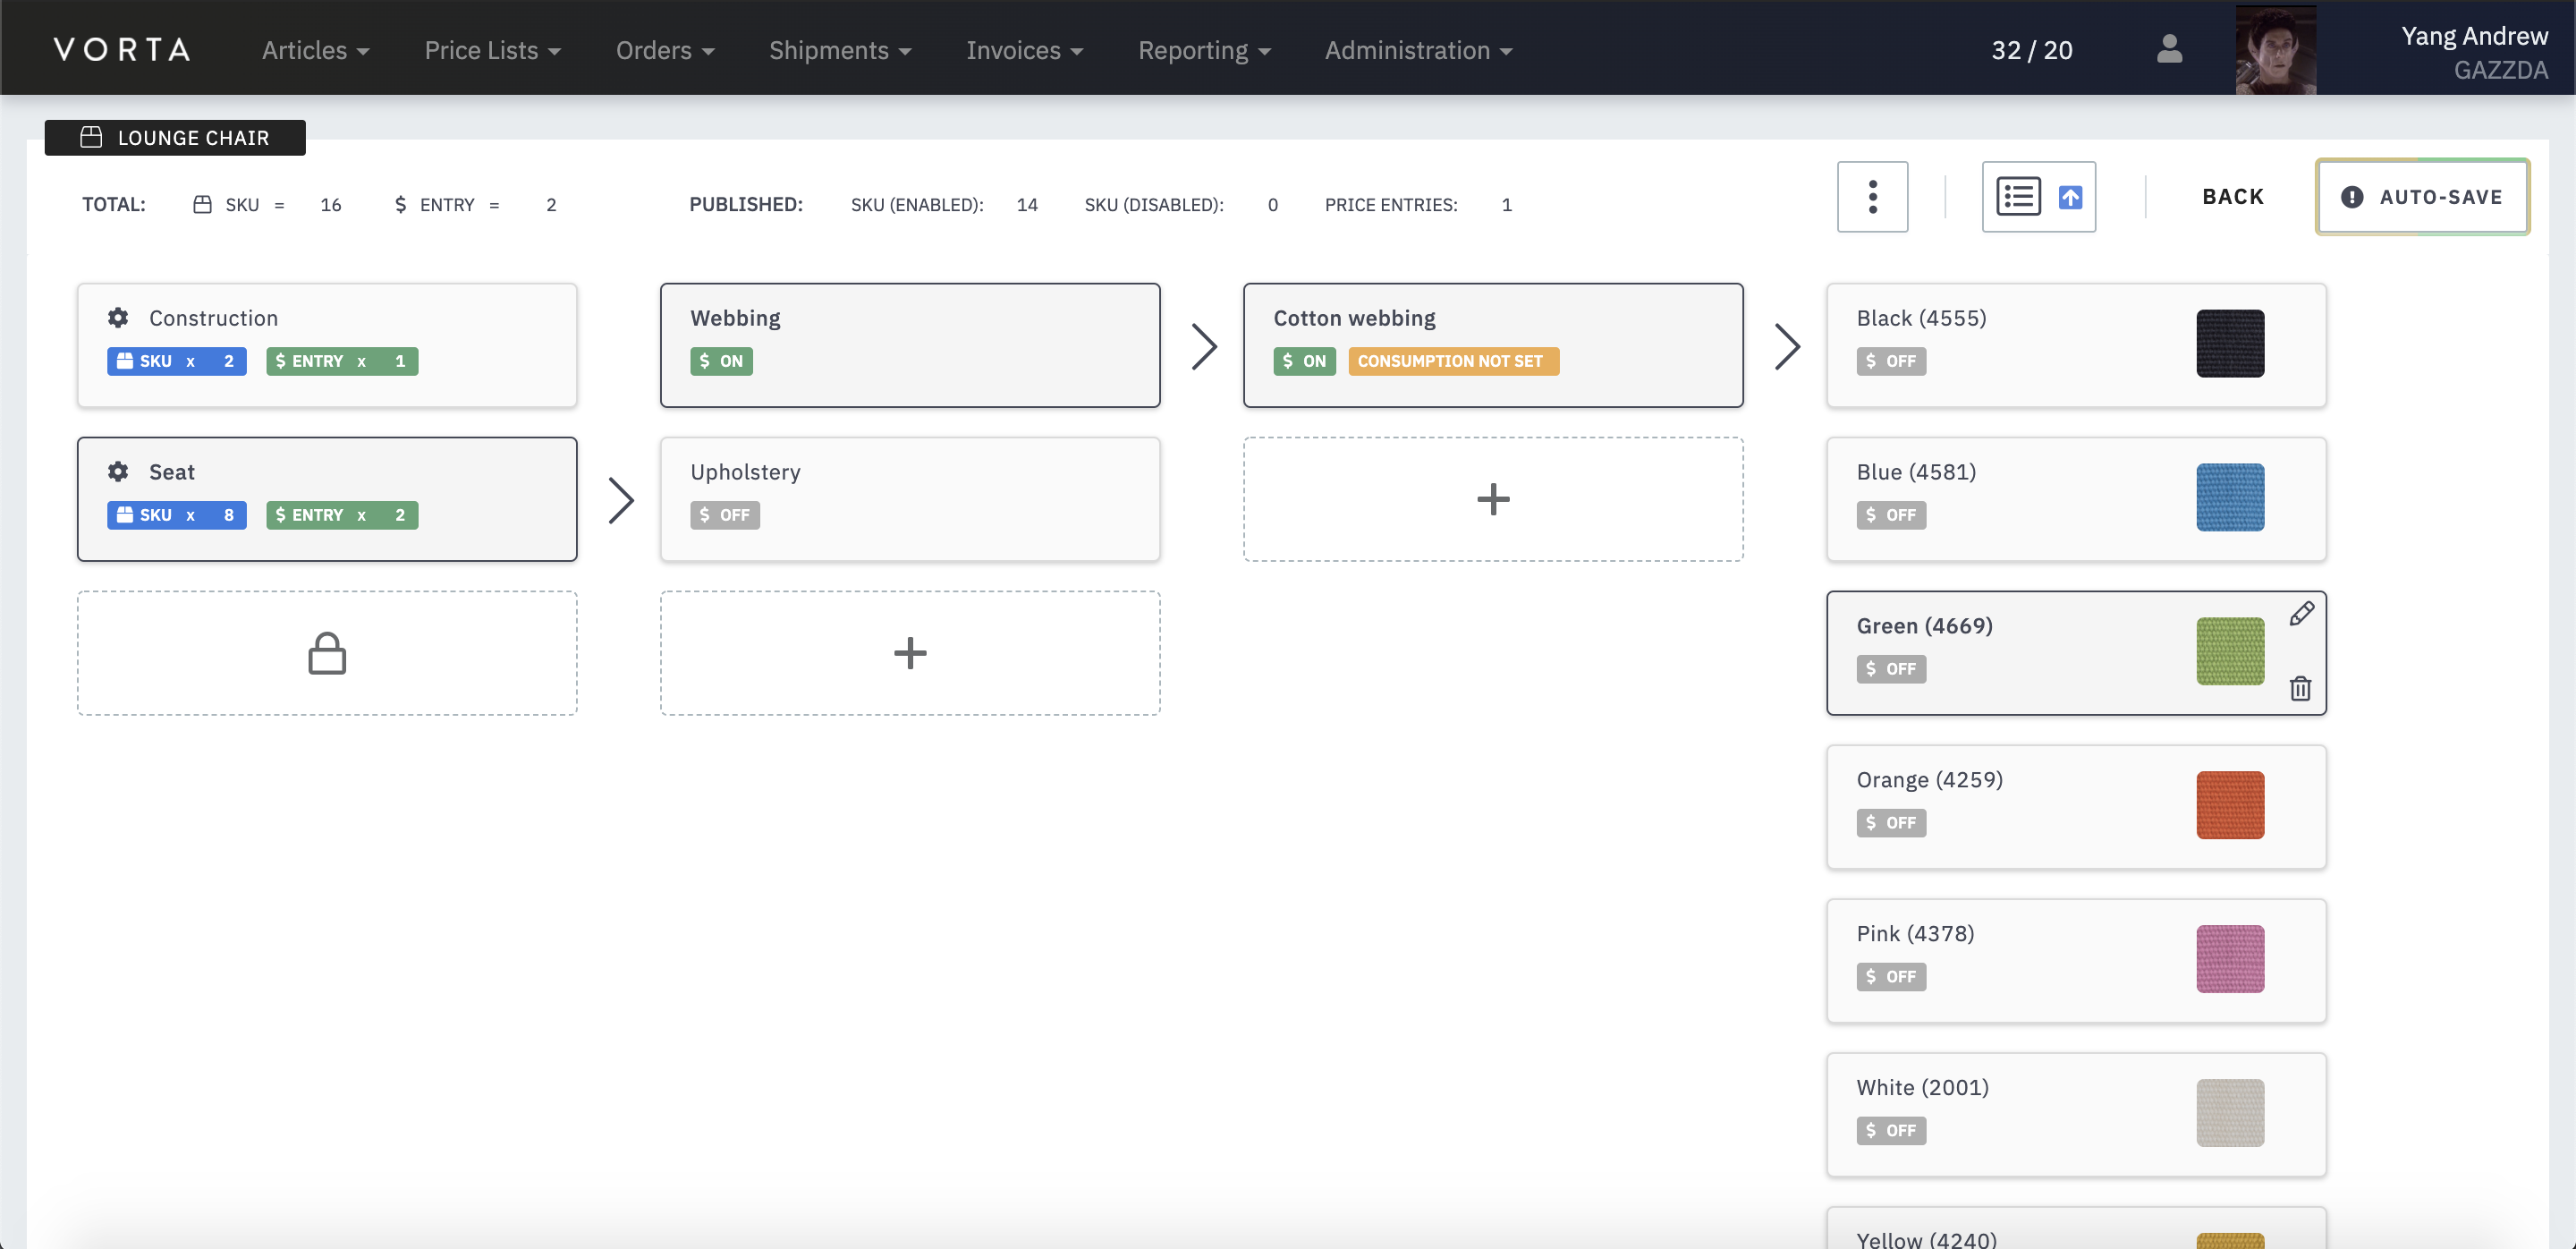 VORTA Articles Price Lists Orders Shipments Invoices Reporting Administration 32 / 20 Yang Andrew
GAZZDA
LOUNGE CHAIR
TOTAL: SKU = 16 $ ENTRY = 2 PUBLISHED: SKU (ENABLED): 14 SKU (DISABLED): 0 PRICE ENTRIES: 1 BACK AUTO-SAVE
Construction
SKU x 2 $ ENTRY x 1
Seat
SKU x 8 $ ENTRY x 2
Webbing
$ ON
Upholstery
$ OFF
Cotton webbing
$ ON CONSUMPTION NOT SET
Black (4555)
$ OFF
Blue (4581)
$ OFF
Green (4669)
$ OFF
Orange (4259)
$ OFF
Pink (4378)
$ OFF
White (2001)
$ OFF
Yellow (4240)